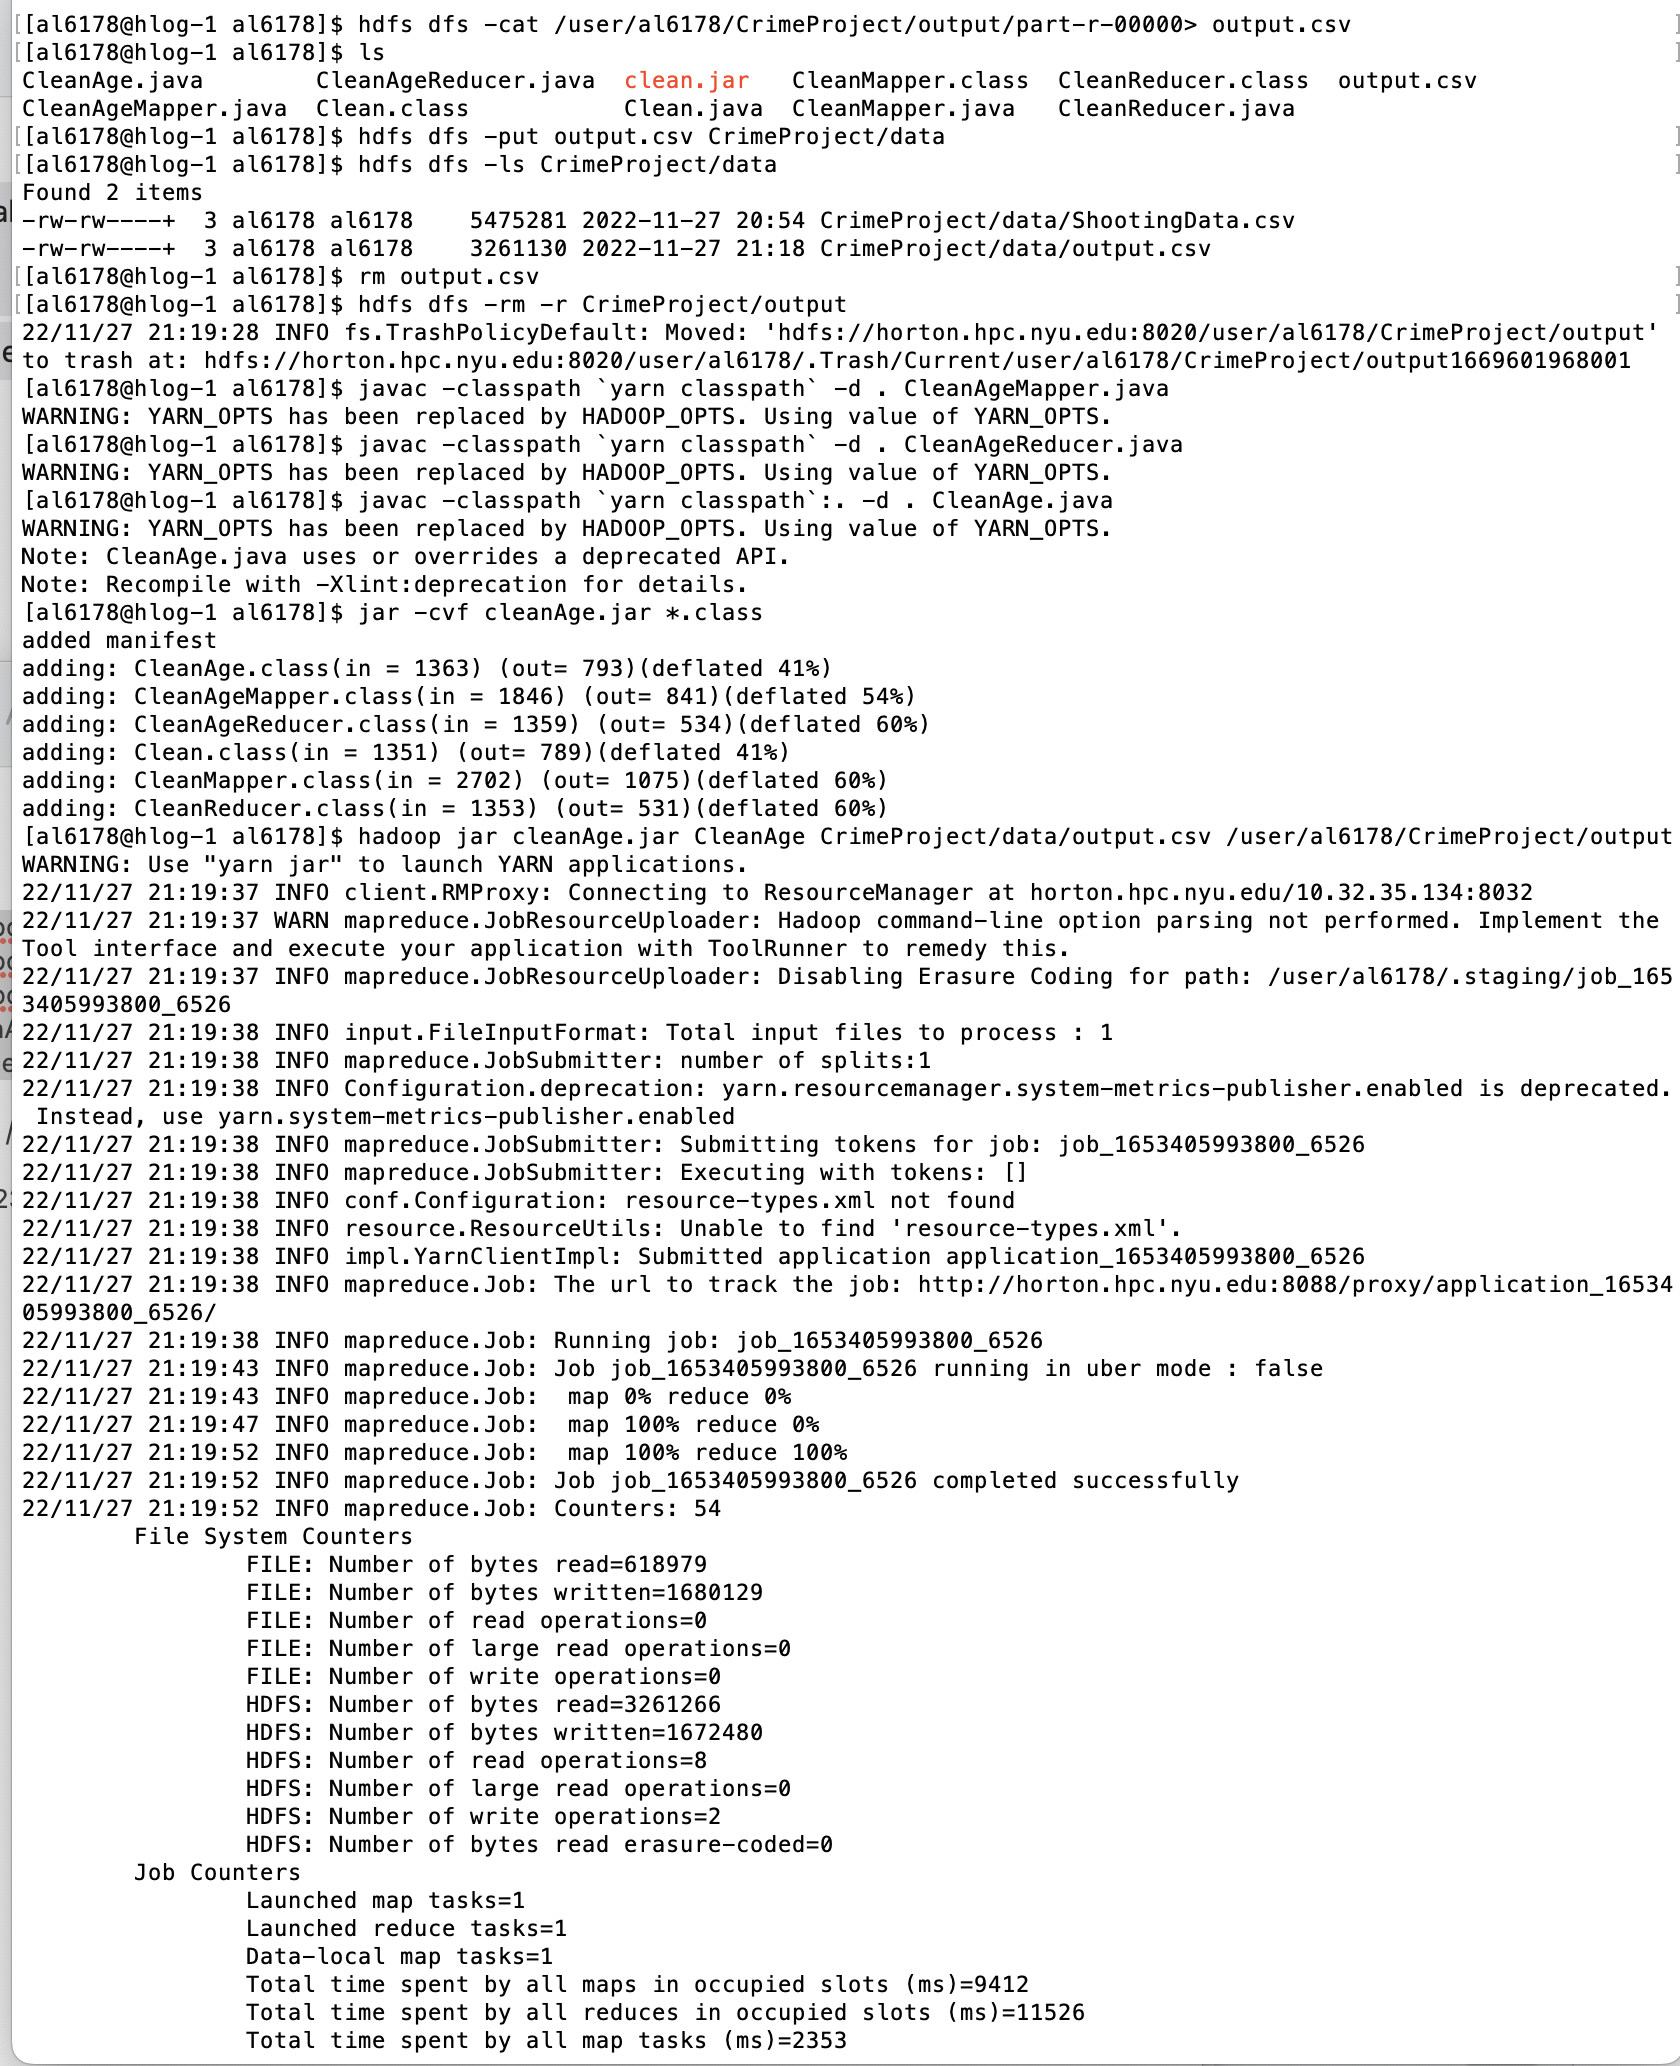 [[al6178@hlog-1 al6178]$ hdfs dfs -cat /user/al6178/CrimeProject/output/part-r-00000> output.csv ]
[[al6178@hlog-1 al6178]$ ls ]
CleanAge.java        CleanAgeReducer.java  clean.jar   CleanMapper.class  CleanReducer.class  output.csv
CleanAgeMapper.java  Clean.class           Clean.java  CleanMapper.java   CleanReducer.java
[[al6178@hlog-1 al6178]$ hdfs dfs -put output.csv CrimeProject/data ]
[[al6178@hlog-1 al6178]$ hdfs dfs -ls CrimeProject/data ]
Found 2 items
-rw-rw----+  3 al6178 al6178    5475281 2022-11-27 20:54 CrimeProject/data/ShootingData.csv
-rw-rw----+  3 al6178 al6178    3261130 2022-11-27 21:18 CrimeProject/data/output.csv
[[al6178@hlog-1 al6178]$ rm output.csv ]
[[al6178@hlog-1 al6178]$ hdfs dfs -rm -r CrimeProject/output ]
22/11/27 21:19:28 INFO fs.TrashPolicyDefault: Moved: 'hdfs://horton.hpc.nyu.edu:8020/user/al6178/CrimeProject/output'
to trash at: hdfs://horton.hpc.nyu.edu:8020/user/al6178/.Trash/Current/user/al6178/CrimeProject/output1669601968001
[al6178@hlog-1 al6178]$ javac -classpath `yarn classpath` -d . CleanAgeMapper.java
WARNING: YARN_OPTS has been replaced by HADOOP_OPTS. Using value of YARN_OPTS.
[al6178@hlog-1 al6178]$ javac -classpath `yarn classpath` -d . CleanAgeReducer.java
WARNING: YARN_OPTS has been replaced by HADOOP_OPTS. Using value of YARN_OPTS.
[al6178@hlog-1 al6178]$ javac -classpath `yarn classpath`:. -d . CleanAge.java
WARNING: YARN_OPTS has been replaced by HADOOP_OPTS. Using value of YARN_OPTS.
Note: CleanAge.java uses or overrides a deprecated API.
Note: Recompile with -Xlint:deprecation for details.
[al6178@hlog-1 al6178]$ jar -cvf cleanAge.jar *.class
added manifest
adding: CleanAge.class(in = 1363) (out= 793)(deflated 41%)
adding: CleanAgeMapper.class(in = 1846) (out= 841)(deflated 54%)
adding: CleanAgeReducer.class(in = 1359) (out= 534)(deflated 60%)
adding: Clean.class(in = 1351) (out= 789)(deflated 41%)
adding: CleanMapper.class(in = 2702) (out= 1075)(deflated 60%)
adding: CleanReducer.class(in = 1353) (out= 531)(deflated 60%)
[al6178@hlog-1 al6178]$ hadoop jar cleanAge.jar CleanAge CrimeProject/data/output.csv /user/al6178/CrimeProject/output
WARNING: Use "yarn jar" to launch YARN applications.
22/11/27 21:19:37 INFO client.RMProxy: Connecting to ResourceManager at horton.hpc.nyu.edu/10.32.35.134:8032
22/11/27 21:19:37 WARN mapreduce.JobResourceUploader: Hadoop command-line option parsing not performed. Implement the
Tool interface and execute your application with ToolRunner to remedy this.
22/11/27 21:19:37 INFO mapreduce.JobResourceUploader: Disabling Erasure Coding for path: /user/al6178/.staging/job_165
3405993800_6526
22/11/27 21:19:38 INFO input.FileInputFormat: Total input files to process : 1
22/11/27 21:19:38 INFO mapreduce.JobSubmitter: number of splits:1
22/11/27 21:19:38 INFO Configuration.deprecation: yarn.resourcemanager.system-metrics-publisher.enabled is deprecated.
 Instead, use yarn.system-metrics-publisher.enabled
22/11/27 21:19:38 INFO mapreduce.JobSubmitter: Submitting tokens for job: job_1653405993800_6526
22/11/27 21:19:38 INFO mapreduce.JobSubmitter: Executing with tokens: []
22/11/27 21:19:38 INFO conf.Configuration: resource-types.xml not found
22/11/27 21:19:38 INFO resource.ResourceUtils: Unable to find 'resource-types.xml'.
22/11/27 21:19:38 INFO impl.YarnClientImpl: Submitted application application_1653405993800_6526
22/11/27 21:19:38 INFO mapreduce.Job: The url to track the job: http://horton.hpc.nyu.edu:8088/proxy/application_16534
05993800_6526/
22/11/27 21:19:38 INFO mapreduce.Job: Running job: job_1653405993800_6526
22/11/27 21:19:43 INFO mapreduce.Job: Job job_1653405993800_6526 running in uber mode : false
22/11/27 21:19:43 INFO mapreduce.Job:  map 0% reduce 0%
22/11/27 21:19:47 INFO mapreduce.Job:  map 100% reduce 0%
22/11/27 21:19:52 INFO mapreduce.Job:  map 100% reduce 100%
22/11/27 21:19:52 INFO mapreduce.Job: Job job_1653405993800_6526 completed successfully
22/11/27 21:19:52 INFO mapreduce.Job: Counters: 54
File System Counters
FILE: Number of bytes read=618979
FILE: Number of bytes written=1680129
FILE: Number of read operations=0
FILE: Number of large read operations=0
FILE: Number of write operations=0
HDFS: Number of bytes read=3261266
HDFS: Number of bytes written=1672480
HDFS: Number of read operations=8
HDFS: Number of large read operations=0
HDFS: Number of write operations=2
HDFS: Number of bytes read erasure-coded=0
Job Counters
Launched map tasks=1
Launched reduce tasks=1
Data-local map tasks=1
Total time spent by all maps in occupied slots (ms)=9412
Total time spent by all reduces in occupied slots (ms)=11526
Total time spent by all map tasks (ms)=2353